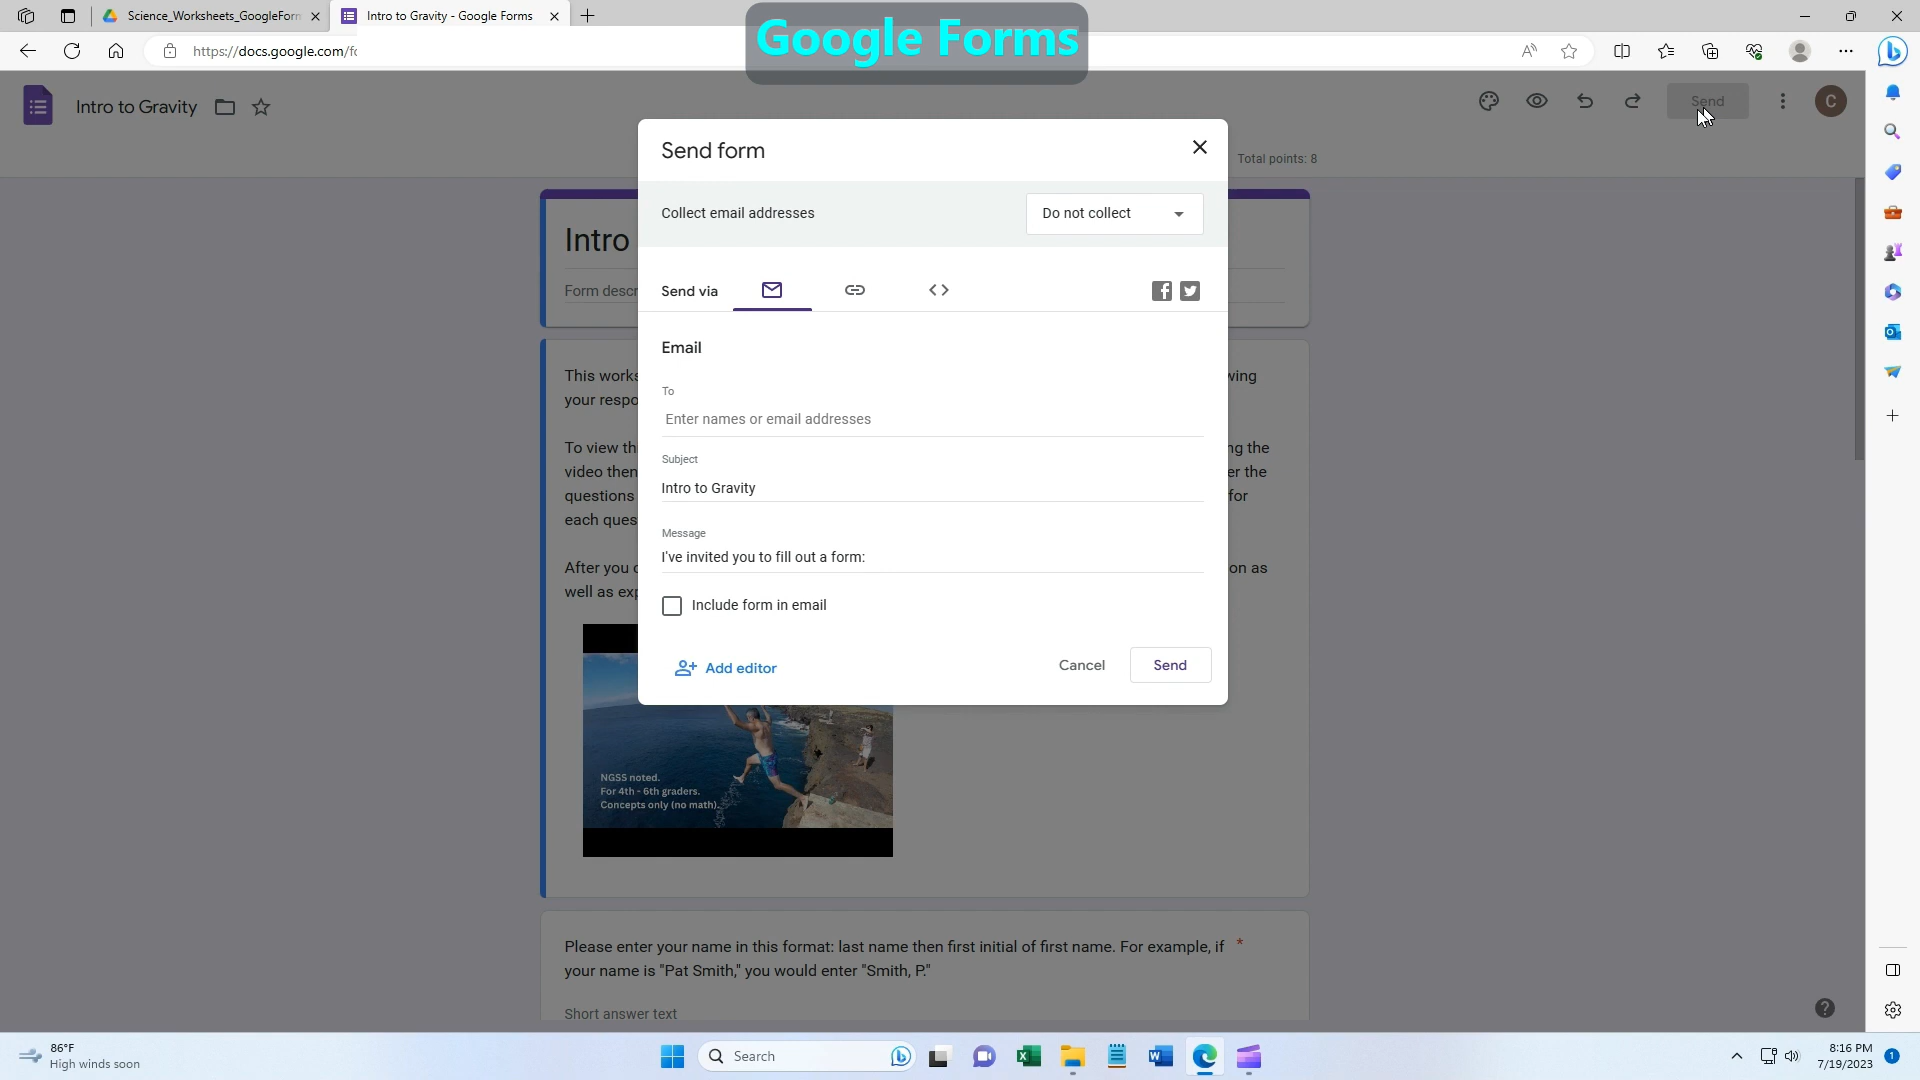 Science_Worksheets_GoogleForm
Intro to Gravity - Google Forms
Google Forms
https://docs.google.com/fo
Intro to Gravity
Send
C
Total points: 8
Send form
Collect email addresses
Do not collect
Send via
Email
To
Enter names or email addresses
Subject
Intro to Gravity
Message
I've invited you to fill out a form:
Include form in email
Add editor
Cancel
Send
Intro
Form descr
This works
your respo
wing
To view th
ng the
video then
er the
questions
for
each ques
After you
on as
well as exp
NGSS noted.
For 4th - 6th graders.
Concepts only (no math).
Please enter your name in this format: last name then first initial of first name. For example, if *
your name is "Pat Smith," you would enter "Smith, P."
Short answer text
86°F
High winds soon
Search
8:16 PM
7/19/2023
1